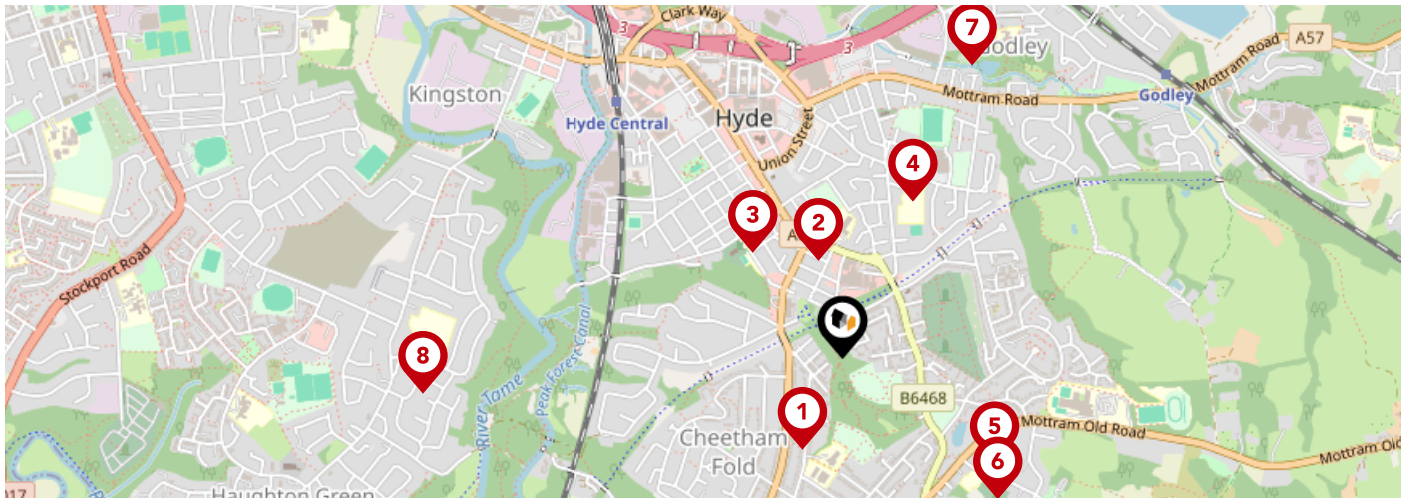 Clark Way
3
3
7
Godley
A57
Mottram Road
Kingston
Mottram Road
Godley
Hyde Central
Hyde
Union Street
4
3
2
Stockport Road
8
Peak Forest Canal
River Tame
B6468
1
Cheetham
Fold
5
Mottram Old Road
6
Mottram Old
Haughton Green
017